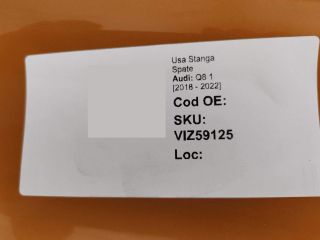 Usa Stanga
Spate
Audi: Q8 1
[2018 - 2022]
Cod OE:
SKU:
VIZ59125
Loc: